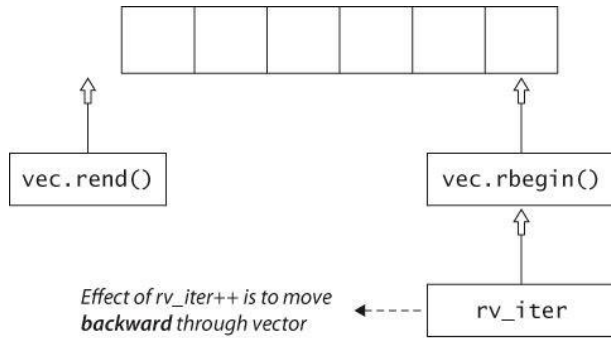 vec.rend()
vec.rbegin()
Effect of rv_iter++ is to move
backward through vector
rv_iter